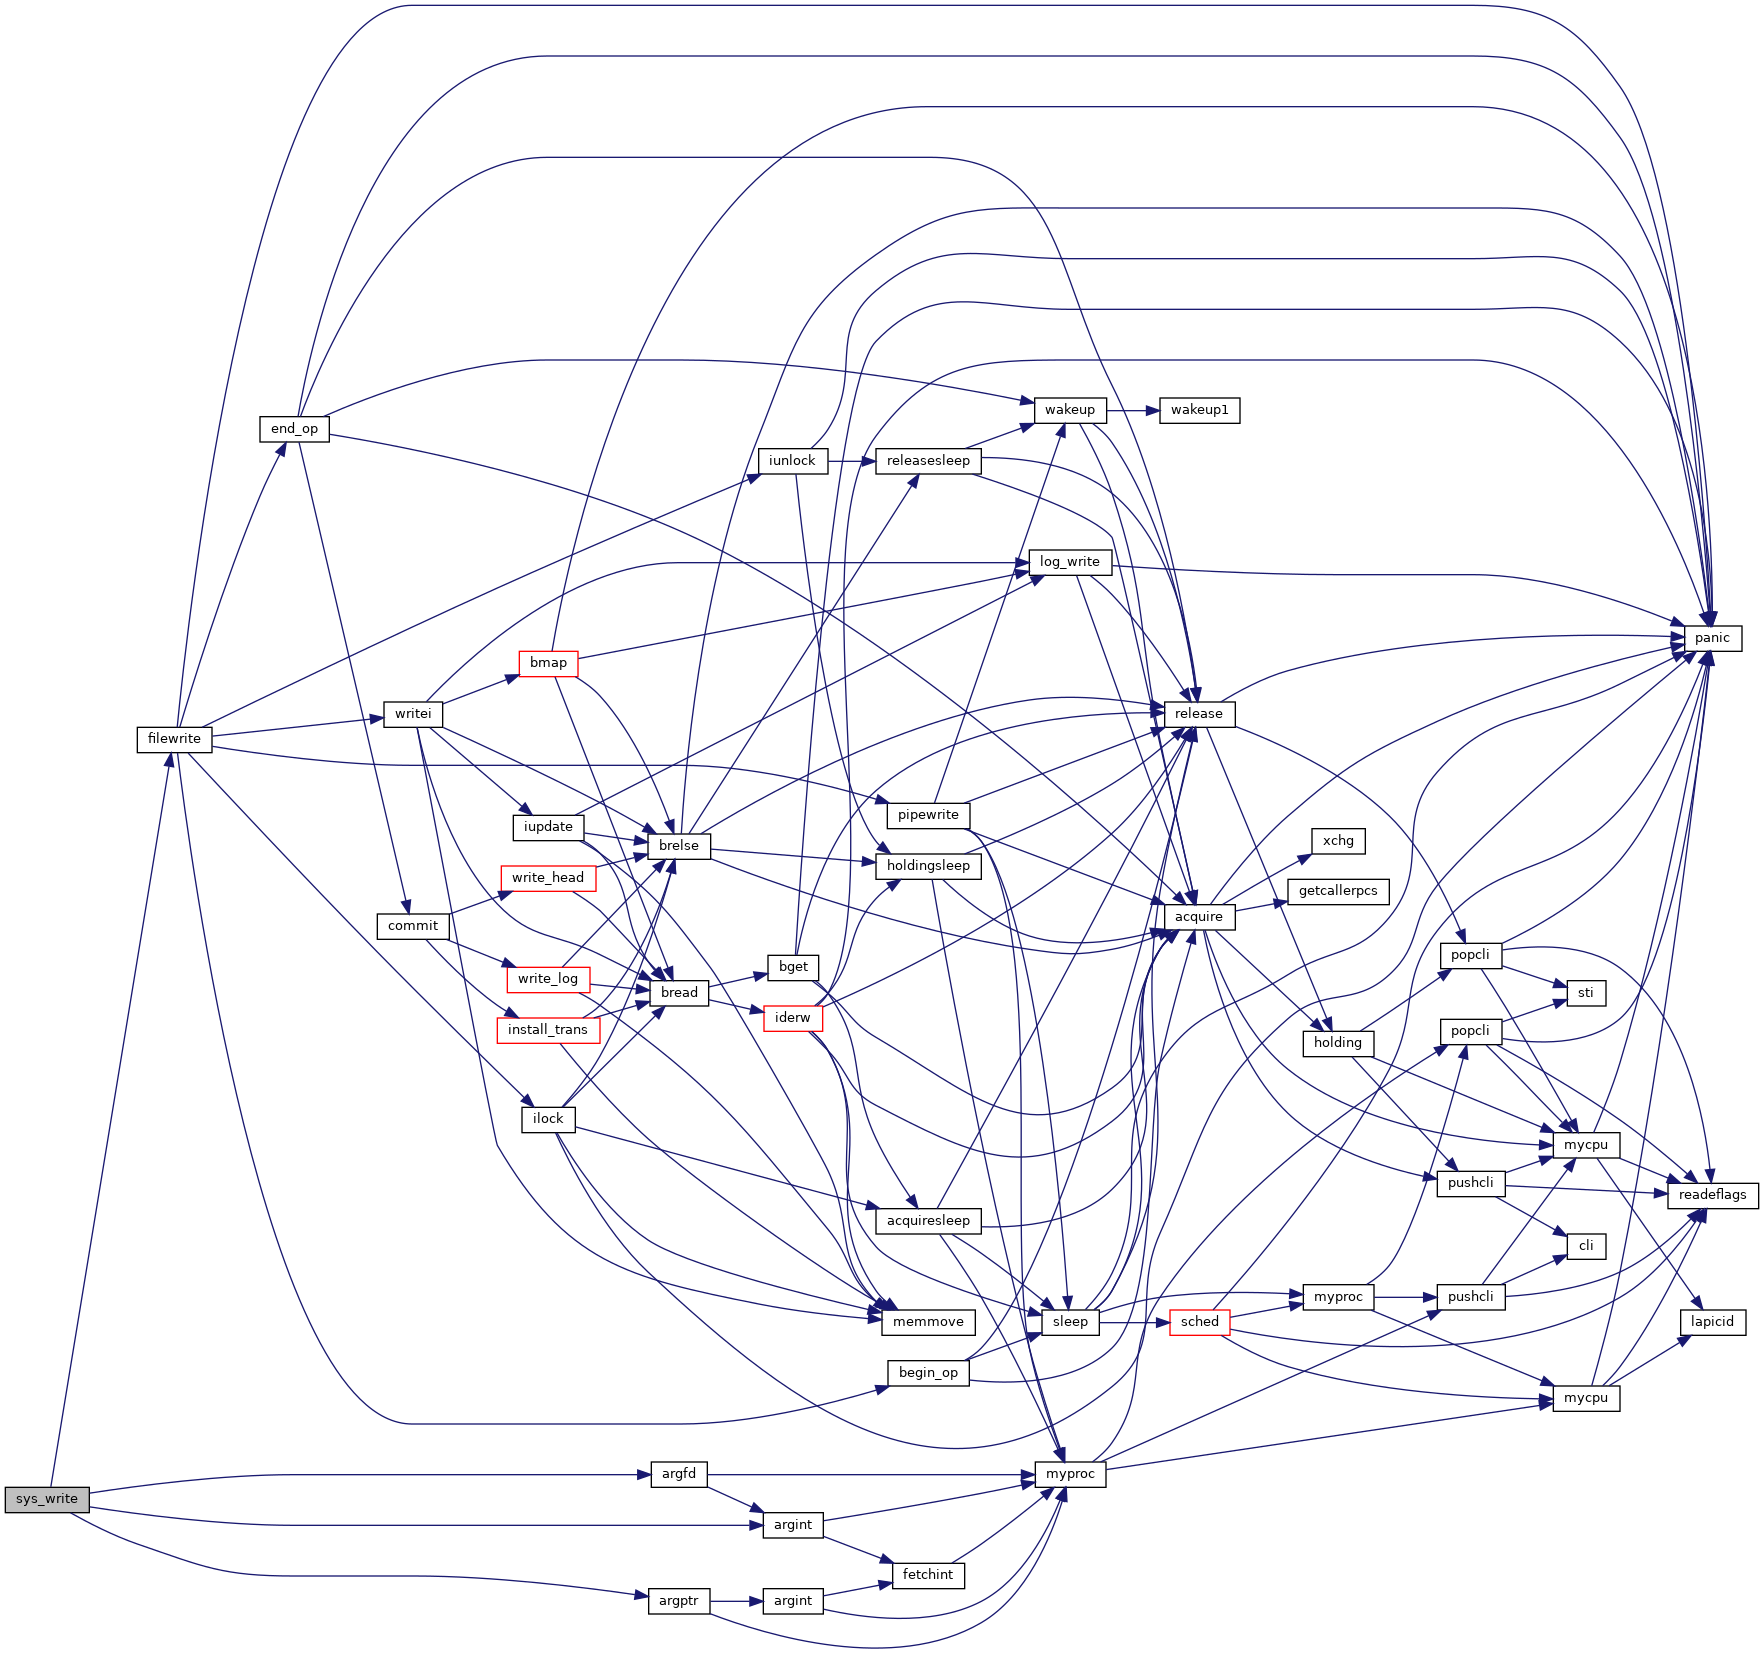 wakeup
wakeup1
end_op
iunlock
releasesleep
log_write
panic
bmap
writei
release
filewrite
pipewrite
iupdate
xchg
brelse
holdingsleep
write_head
getcallerpcs
acquire
commit
popcli
bget
write_log
bread
sti
iderw
install_trans
popcli
holding
ilock
mycpu
pushcli
readeflags
acquiresleep
cli
myproc
pushcli
memmove
sleep
sched
lapicid
begin_op
mycpu
argfd
myproc
sys_write
argint
fetchint
argptr
argint